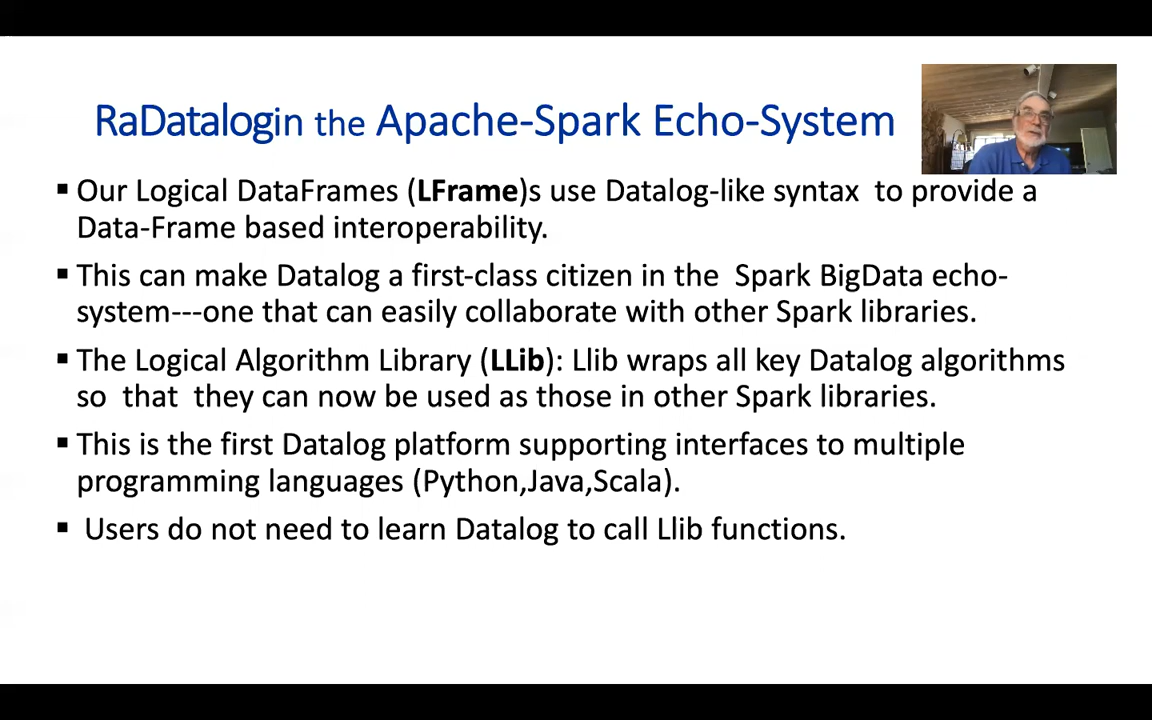 RaDatalogin the Apache-Spark Echo-System
▪ Our Logical DataFrames (LFrame)s use Datalog-like syntax to provide a
Data-Frame based interoperability.
▪ This can make Datalog a first-class citizen in the Spark BigData echo-
system---one that can easily collaborate with other Spark libraries.
▪ The Logical Algorithm Library (LLib): Llib wraps all key Datalog algorithms
so that they can now be used as those in other Spark libraries.
▪ This is the first Datalog platform supporting interfaces to multiple
programming languages (Python,Java,Scala).
▪ Users do not need to learn Datalog to call Llib functions.